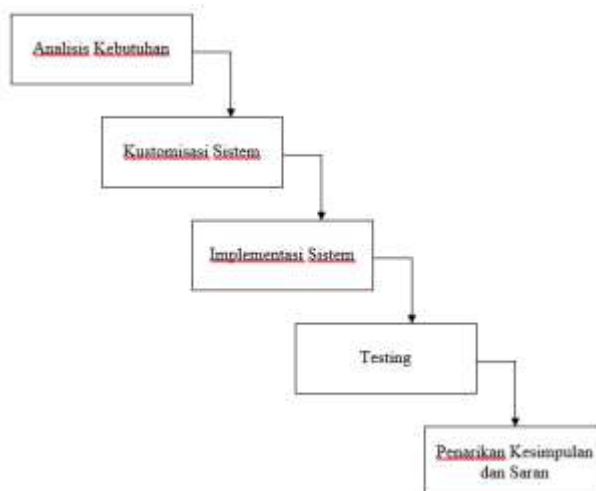 Analisis Kebutuhan
Kustomisasi Sistem
Implementasi Sistem
Testing
Penarikan Kesimpulan
dan Saran